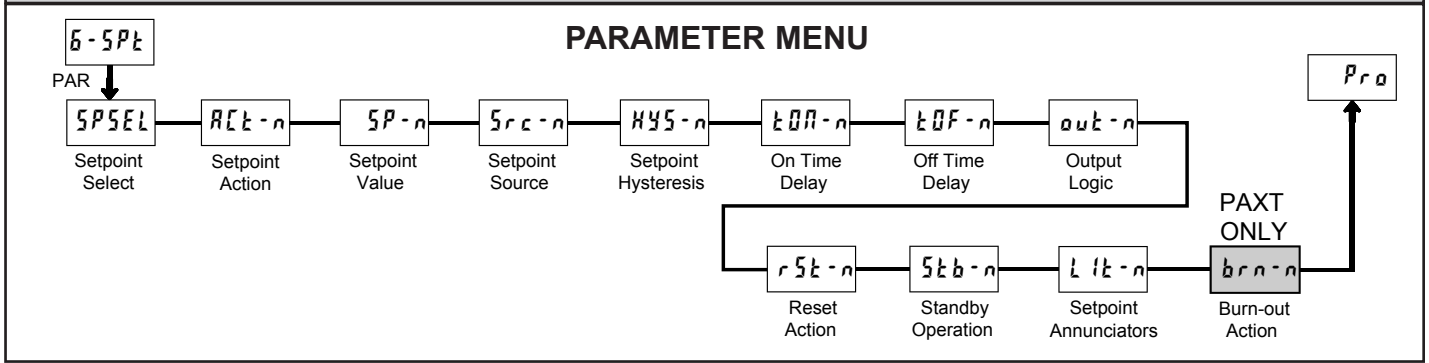 6-SPt
PARAMETER MENU
PAR
Pro
SPSEL
ACt-n
SP-n
Src-n
HYS-n
tON-n
tOF-n
out-n
Setpoint Select
Setpoint Action
Setpoint Value
Setpoint Source
Setpoint Hysteresis
On Time Delay
Off Time Delay
Output Logic
PAXT ONLY
rSt-n
Stb-n
LIt-n
brn-n
Reset Action
Standby Operation
Setpoint Annunciators
Burn-out Action